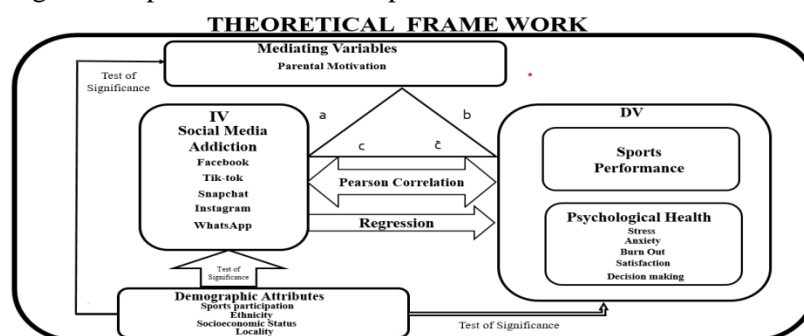 THEORETICAL FRAME WORK
Mediating Variables
Parental Motivation
Test of
Significance
a
b
c
c̄
IV
Social Media
Addiction
Facebook
Tik-tok
Snapchat
Instagram
WhatsApp
Pearson Correlation
Regression
DV
Sports
Performance
Psychological Health
Stress
Anxiety
Burn Out
Satisfaction
Decision making
Test of
Significance
Demographic Attributes
Sports participation
Ethnicity
Socioeconomic Status
Locality
Test of Significance